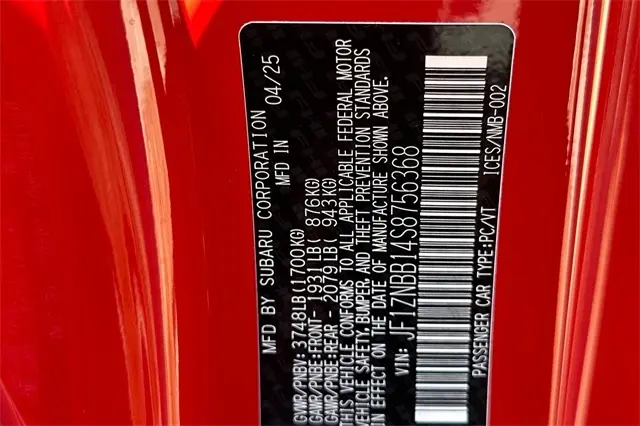 MFD BY SUBARU CORPORATION
MFD IN 04/25
GVWR/PNBV: 3748LB(1700KG)
GAWR/PNBE:FRONT- 1931LB( 876KG)
GAWR/PNBE:REAR - 2079LB( 943KG)
THIS VEHICLE CONFORMS TO ALL APPLICABLE FEDERAL MOTOR
VEHICLE SAFETY, BUMPER, AND THEFT PREVENTION STANDARDS
IN EFFECT ON THE DATE OF MANUFACTURE SHOWN ABOVE.
VIN: JF1ZNBB14S8756368
PASSENGER CAR TYPE:PC/VT ICES/NMB-002